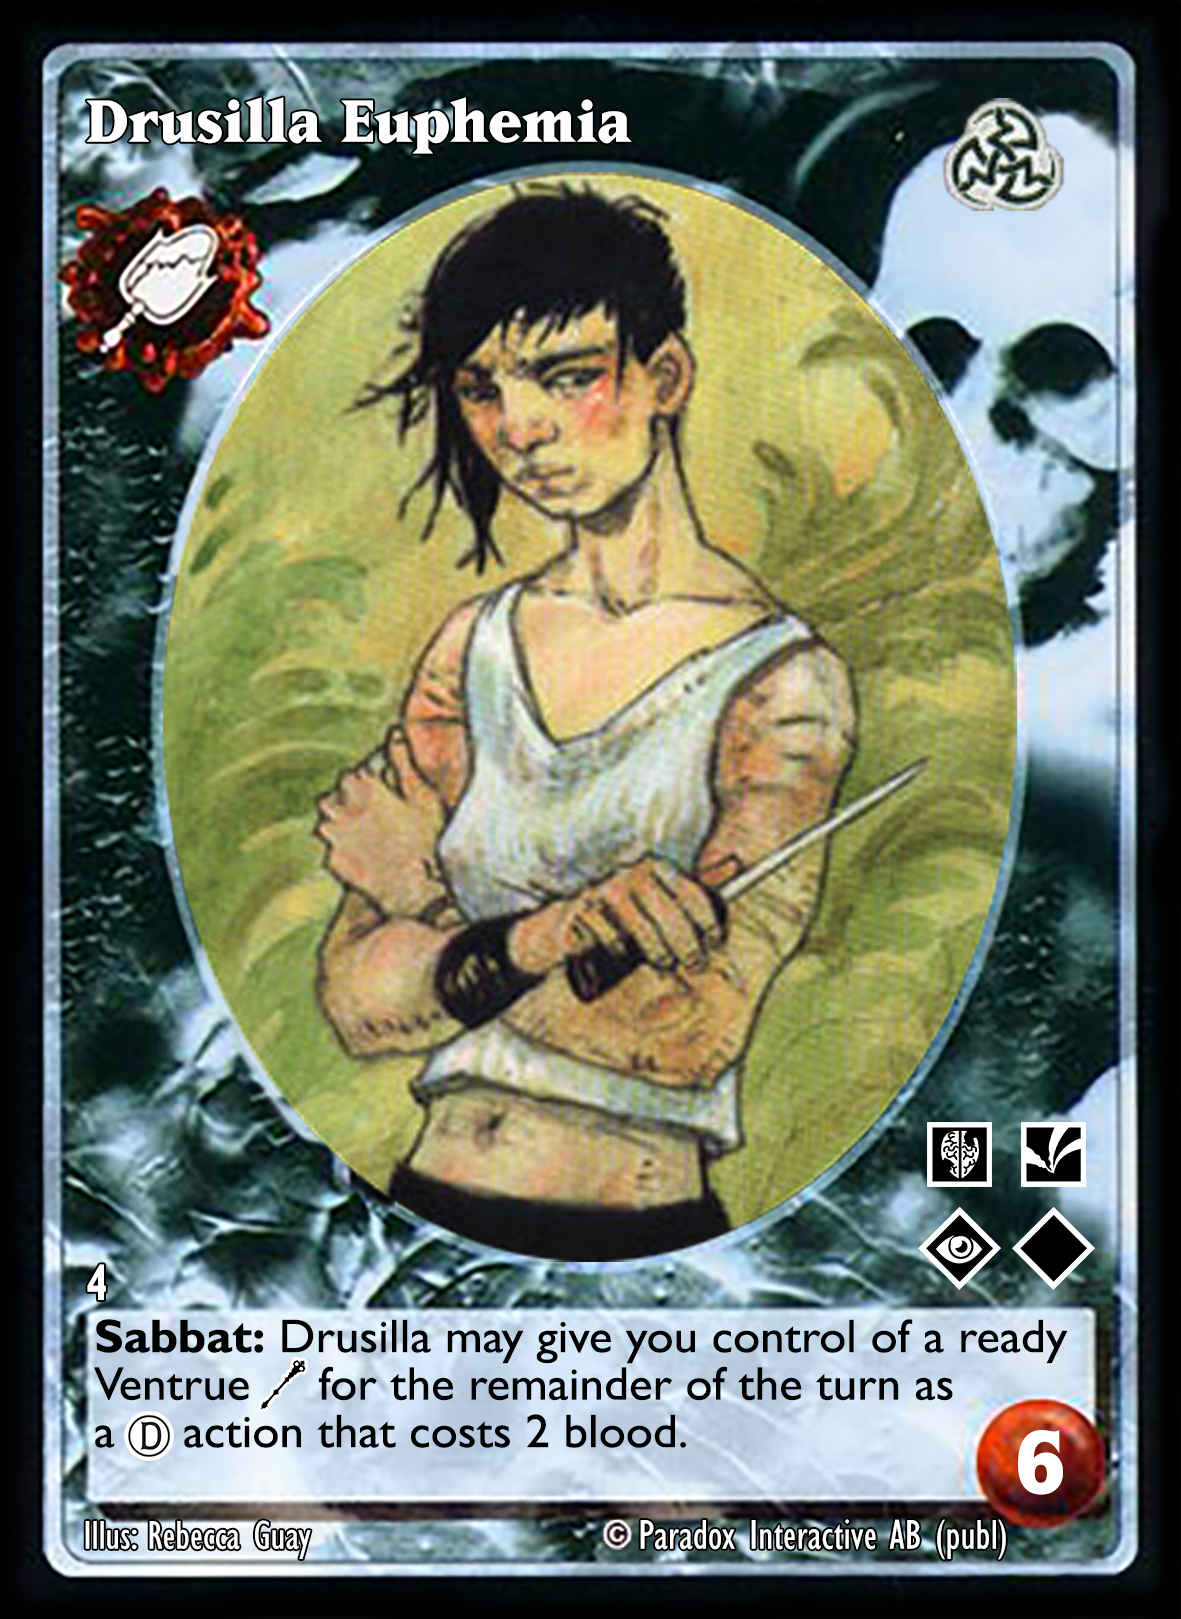 Drusilla Euphemia
4
Sabbat: Drusilla may give you control of a ready
Ventrue for the remainder of the turn as
a Ⓓ action that costs 2 blood.
6
Illus: Rebecca Guay
© Paradox Interactive AB (publ)